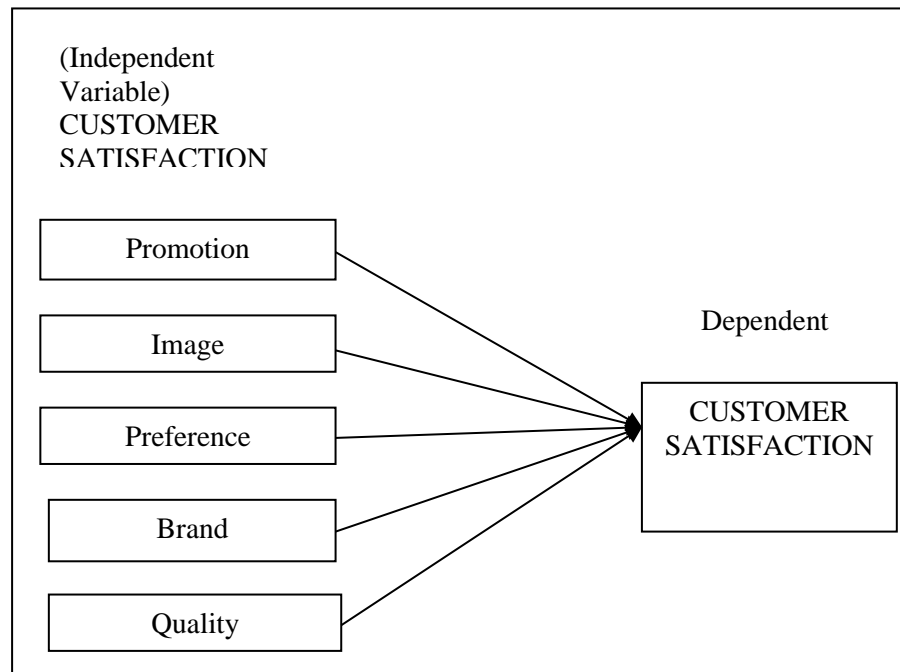 (Independent
Variable)
CUSTOMER
SATISFACTION
Promotion
Image
Preference
Brand
Quality
Dependent
CUSTOMER
SATISFACTION